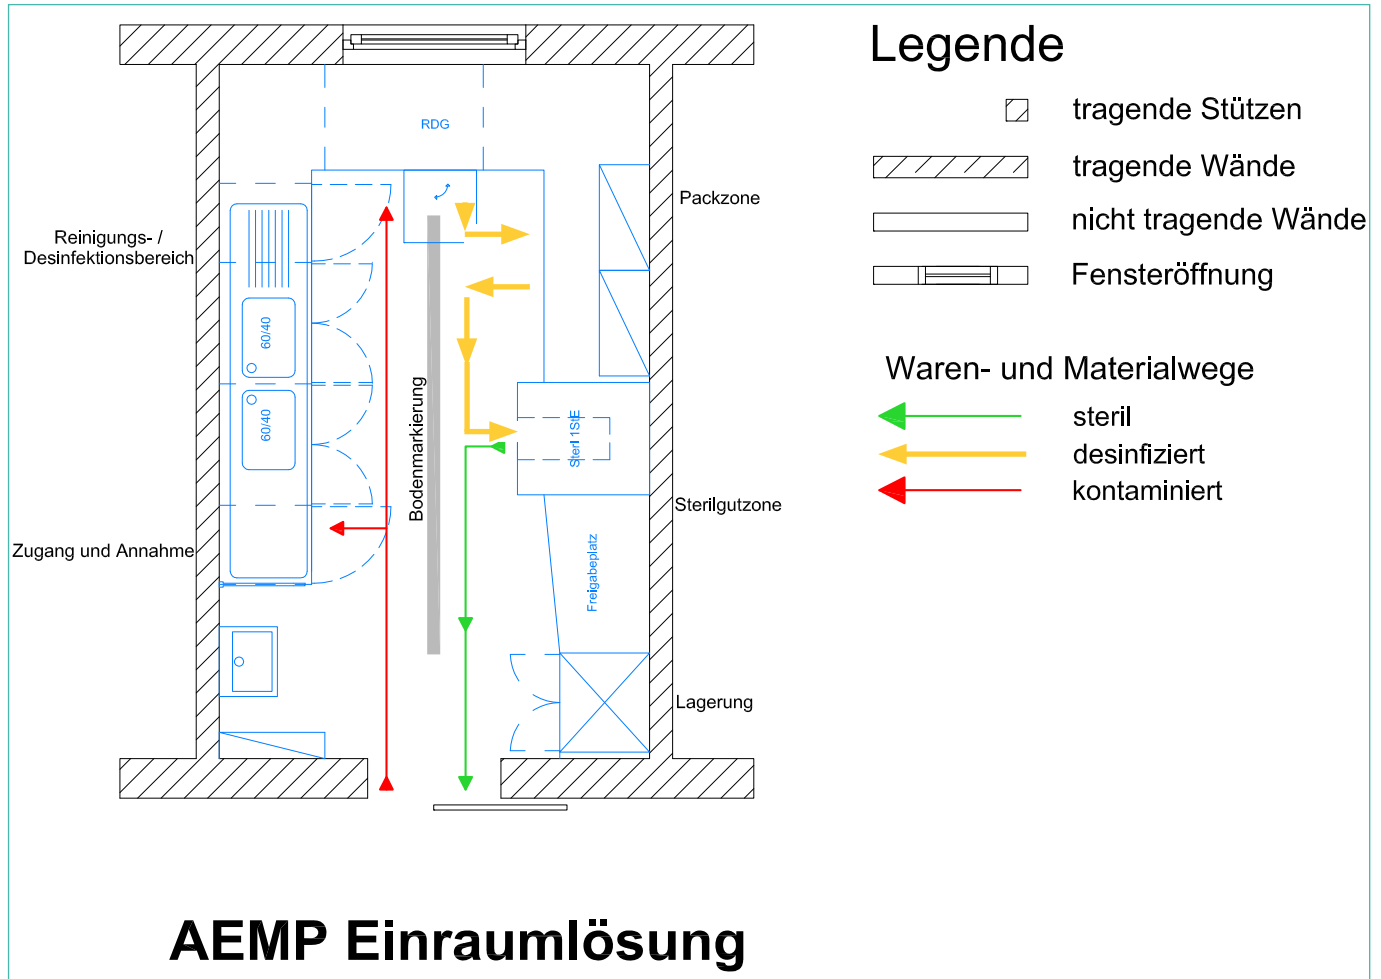 Legende
tragende Stützen
tragende Wände
nicht tragende Wände
Fensteröffnung
Waren- und Materialwege
steril
desinfiziert
kontaminiert
RDG
Packzone
Reinigungs- /
Desinfektionsbereich
60/40
60/40
Bodenmarkierung
Steri 1StE
Sterilgutzone
Zugang und Annahme
Freigabeplatz
Lagerung
AEMP Einraumlösung